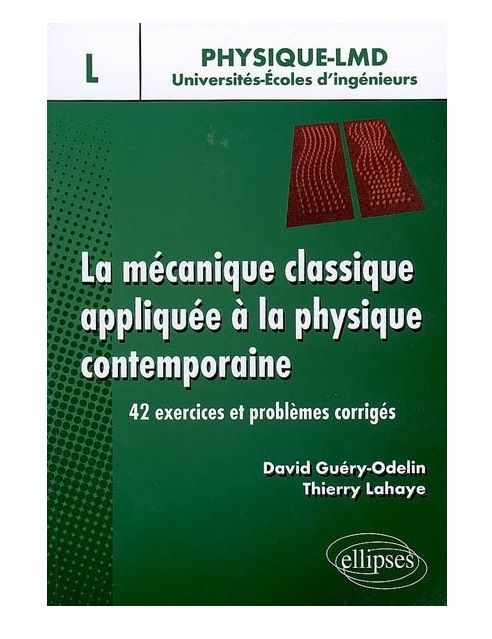 L
PHYSIQUE-LMD
Universités-Écoles d'ingénieurs
La mécanique classique
appliquée à la physique
contemporaine
42 exercices et problèmes corrigés
David Guéry-Odelin
Thierry Lahaye
ellipses